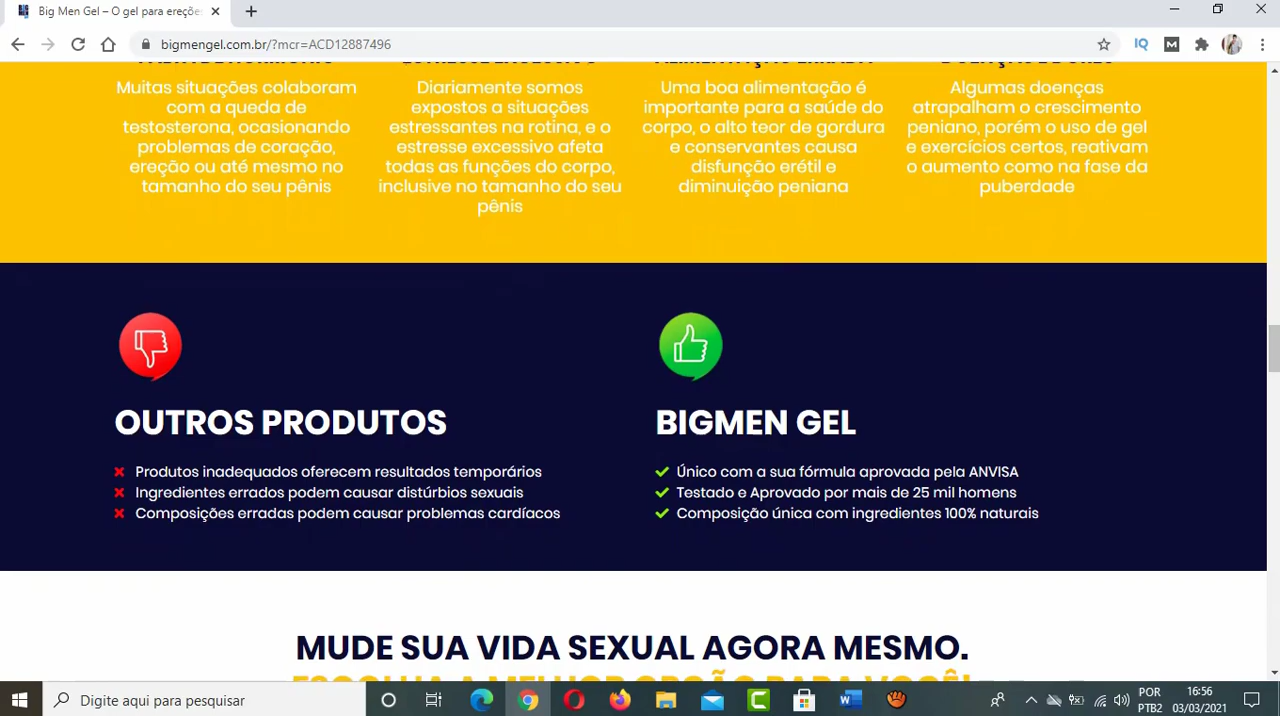 Big Men Gel – O gel para ereçõe
bigmengel.com.br/?mcr=ACD12887496
IQ
M
Muitas situações colaboram
com a queda de
testosterona, ocasionando
problemas de coração,
ereção ou até mesmo no
tamanho do seu pênis
Diariamente somos
expostos a situações
estressantes na rotina, e o
estresse excessivo afeta
todas as funções do corpo,
inclusive no tamanho do seu
pênis
Uma boa alimentação é
importante para a saúde do
corpo, o alto teor de gordura
e conservantes causa
disfunção erétil e
diminuição peniana
Algumas doenças
atrapalham o crescimento
peniano, porém o uso de gel
e exercícios certos, reativam
o aumento como na fase da
puberdade
OUTROS PRODUTOS
Produtos inadequados oferecem resultados temporários
Ingredientes errados podem causar distúrbios sexuais
Composições erradas podem causar problemas cardíacos
BIGMEN GEL
Único com a sua fórmula aprovada pela ANVISA
Testado e Aprovado por mais de 25 mil homens
Composição única com ingredientes 100% naturais
MUDE SUA VIDA SEXUAL AGORA MESMO.
ESCOLHA A MELHOR OPÇÃO PARA VOCÊ!
Digite aqui para pesquisar
POR
PTB2
16:56
03/03/2021